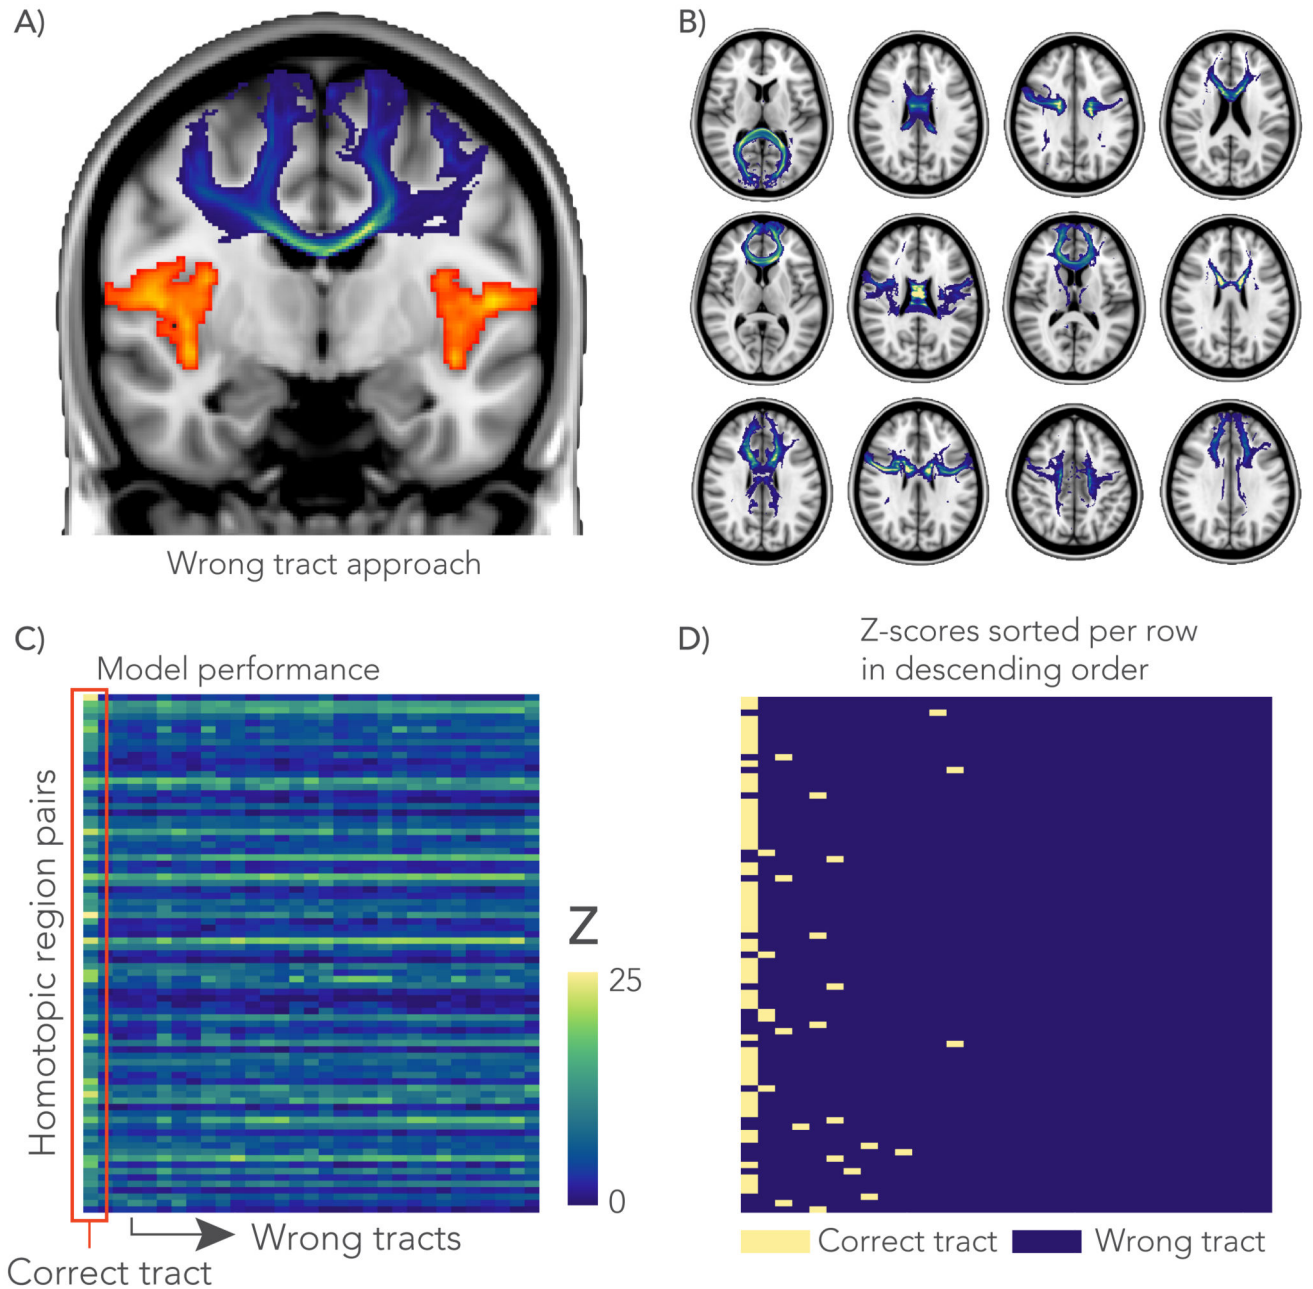 A)
B)
Wrong tract approach
C)
Model performance
Homotopic region pairs
Z
25
0
Wrong tracts
Correct tract
D)
Z-scores sorted per row
in descending order
Correct tract
Wrong tract